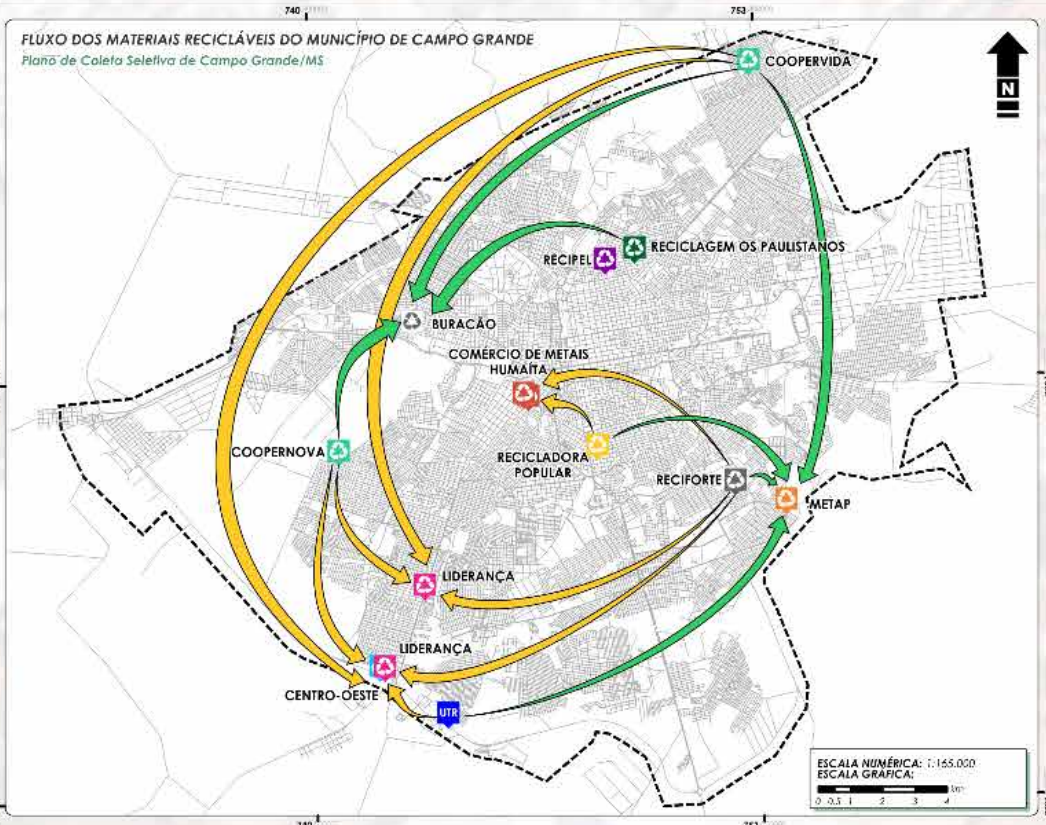 740
753
FLUXO DOS MATERIAIS RECICLÁVEIS DO MUNICÍPIO DE CAMPO GRANDE
Plano de Coleta Seletiva de Campo Grande/MS
N
COOPERVIDA
RECICLAGEM OS PAULISTANOS
RECIPEL
BURACÃO
COMÉRCIO DE METAIS
HUMAÍTA
COOPERNOVA
RECICLADORA
POPULAR
RECIFORTE
METAP
LIDERANÇA
LIDERANÇA
CENTRO-OESTE
UTR
ESCALA NUMÉRICA: 1:165.000
ESCALA GRÁFICA:
0 0,5 1 2 3 4 km